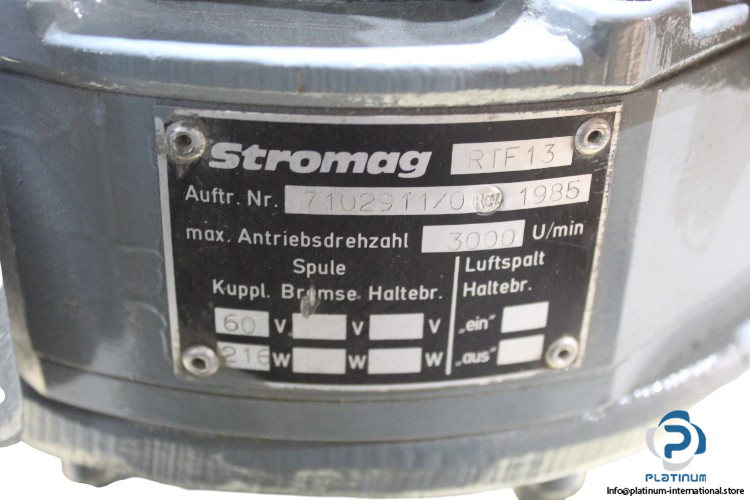 Stromag RTF13
Auftr. Nr. 7102911/0 1985
max. Antriebsdrehzahl 3000 U/min
Spule
Kuppl. Bremse Haltebr.
60 V V V
216 W W W
Luftspalt
Haltebr.
„ein"
„aus"
PLATINUM
Info@platinum-international.store